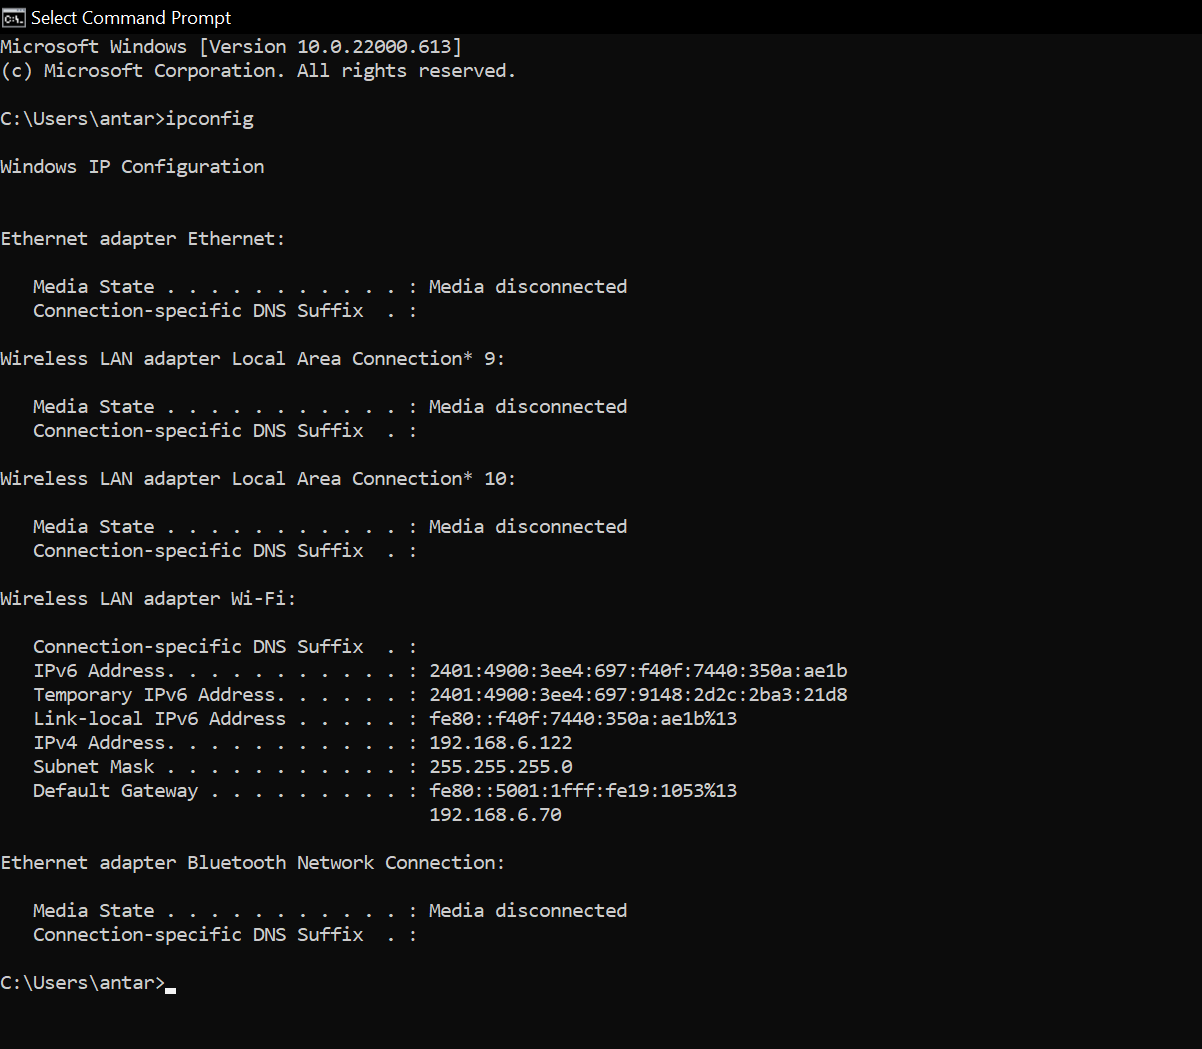 Select Command Prompt
Microsoft Windows [Version 10.0.22000.613]
(c) Microsoft Corporation. All rights reserved.
C:\Users\antar>ipconfig
Windows IP Configuration
Ethernet adapter Ethernet:
   Media State . . . . . . . . . . . : Media disconnected
   Connection-specific DNS Suffix  . :
Wireless LAN adapter Local Area Connection* 9:
   Media State . . . . . . . . . . . : Media disconnected
   Connection-specific DNS Suffix  . :
Wireless LAN adapter Local Area Connection* 10:
   Media State . . . . . . . . . . . : Media disconnected
   Connection-specific DNS Suffix  . :
Wireless LAN adapter Wi-Fi:
   Connection-specific DNS Suffix  . :
   IPv6 Address. . . . . . . . . . . : 2401:4900:3ee4:697:f40f:7440:350a:ae1b
   Temporary IPv6 Address. . . . . . : 2401:4900:3ee4:697:9148:2d2c:2ba3:21d8
   Link-local IPv6 Address . . . . . : fe80::f40f:7440:350a:ae1b%13
   IPv4 Address. . . . . . . . . . . : 192.168.6.122
   Subnet Mask . . . . . . . . . . . : 255.255.255.0
   Default Gateway . . . . . . . . . : fe80::5001:1fff:fe19:1053%13
                                       192.168.6.70
Ethernet adapter Bluetooth Network Connection:
   Media State . . . . . . . . . . . : Media disconnected
   Connection-specific DNS Suffix  . :
C:\Users\antar>